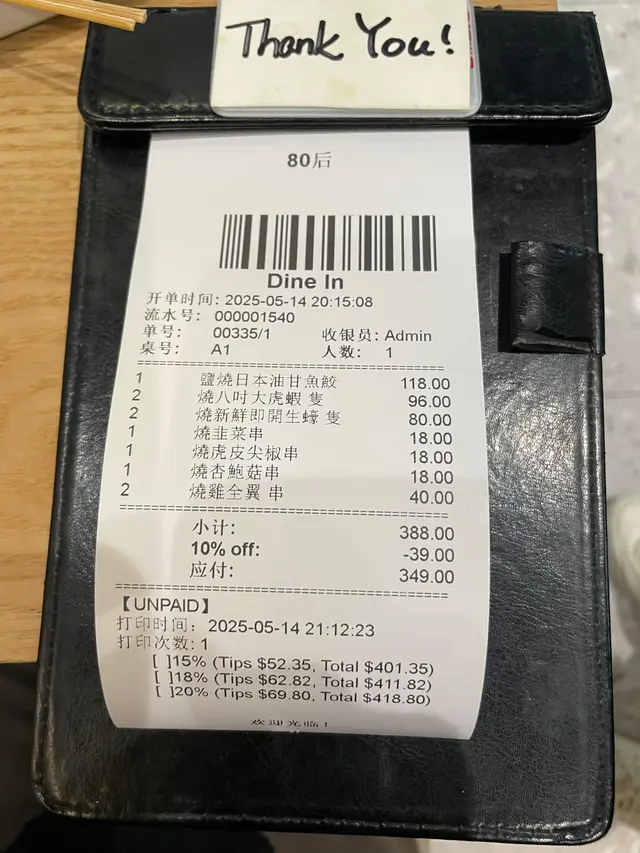 Thank You!
80后
Dine In
开单时间: 2025-05-14 20:15:08
流水号: 000001540
单号: 00335/1 收银员: Admin
桌号: A1 人数: 1
1 鹽燒日本油甘魚鮫 118.00
2 燒八吋大虎蝦 隻 96.00
2 燒新鮮即開生蠔 隻 80.00
1 燒韭菜串 18.00
1 燒虎皮尖椒串 18.00
1 燒杏鮑菇串 18.00
2 燒雞全翼 串 40.00
小计: 388.00
10% off: -39.00
应付: 349.00
【UNPAID】
打印时间: 2025-05-14 21:12:23
打印次数: 1
[ ]15% (Tips $52.35, Total $401.35)
[ ]18% (Tips $62.82, Total $411.82)
[ ]20% (Tips $69.80, Total $418.80)
欢迎光临!